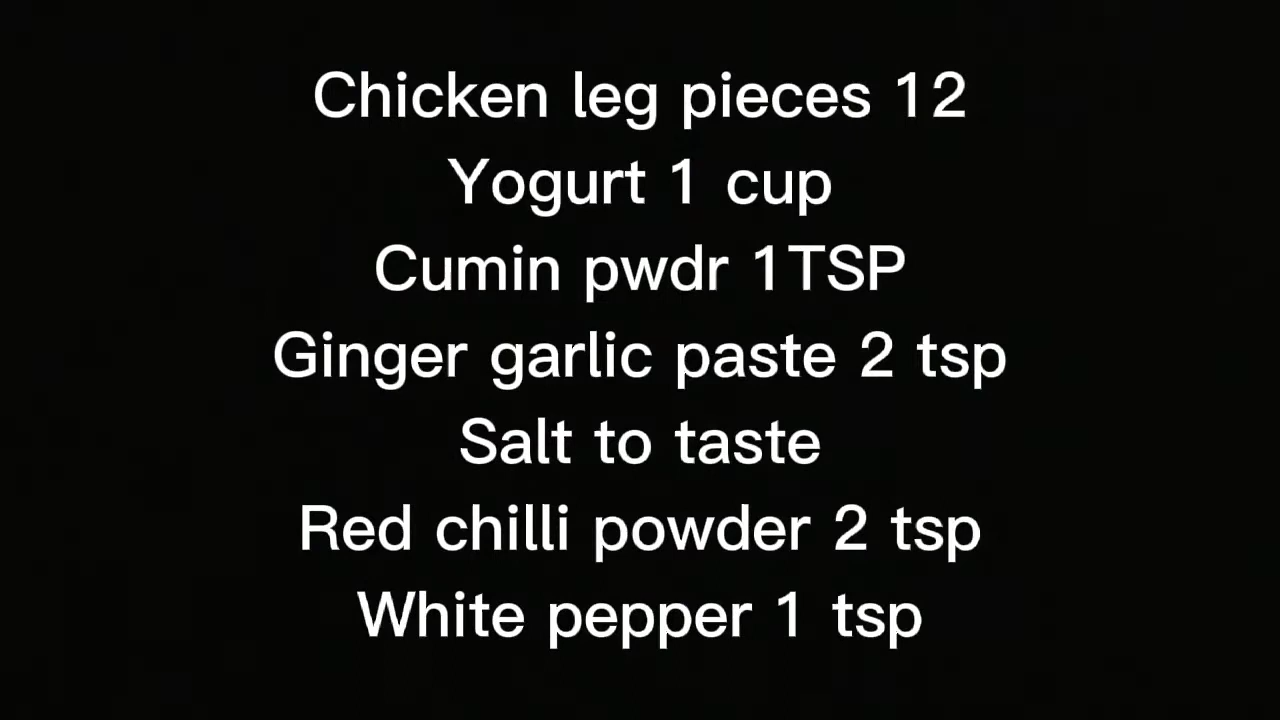 Chicken leg pieces 12
Yogurt 1 cup
Cumin pwdr 1TSP
Ginger garlic paste 2 tsp
Salt to taste
Red chilli powder 2 tsp
White pepper 1 tsp